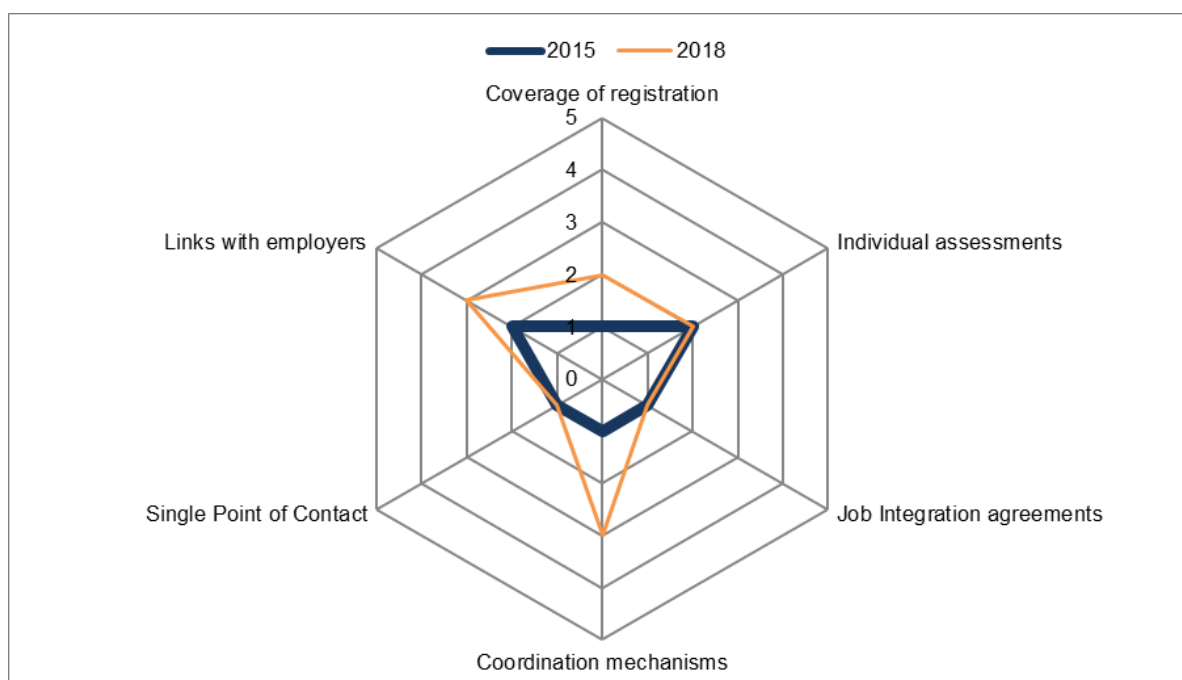 2015 2018
Coverage of registration
5
4
3
Links with employers
Individual assessments
2
1
0
Single Point of Contact
Job Integration agreements
Coordination mechanisms